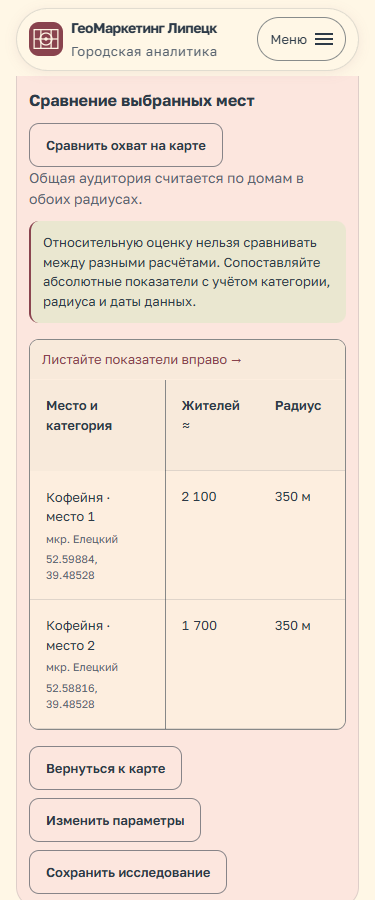 ГеоМаркетинг Липецк
Городская аналитика
Меню
Сравнение выбранных мест
Сравнить охват на карте
Общая аудитория считается по домам в
обоих радиусах.
Относительную оценку нельзя сравнивать
между разными расчётами. Сопоставляйте
абсолютные показатели с учётом категории,
радиуса и даты данных.
Листайте показатели вправо →
Место и
категория
Жителей
≈
Радиус
Кофейня ·
место 1
мкр. Елецкий
52.59884,
39.48528
2 100
350 м
Кофейня ·
место 2
мкр. Елецкий
52.58816,
39.48528
1 700
350 м
Вернуться к карте
Изменить параметры
Сохранить исследование